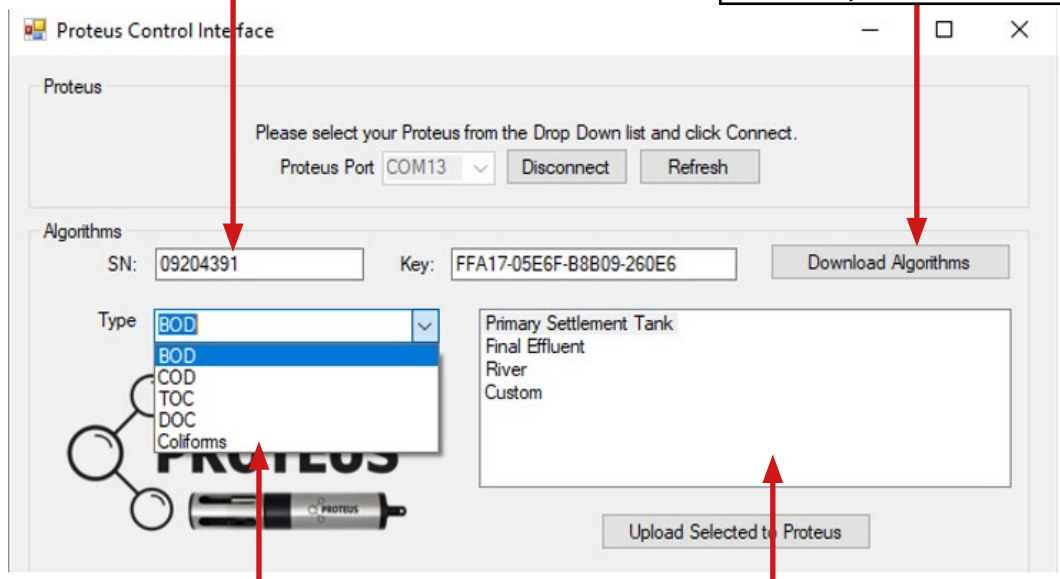 Proteus Control Interface
Proteus
Please select your Proteus from the Drop Down list and click Connect.
Proteus Port COM13 Disconnect Refresh
Algorithms
SN: 09204391 Key: FFA17-05E6F-B8B09-260E6 Download Algorithms
Type BOD
BOD
COD
TOC
DOC
Coliforms
Primary Settlement Tank
Final Effluent
River
Custom
PROTEUS
PROTEUS
Upload Selected to Proteus